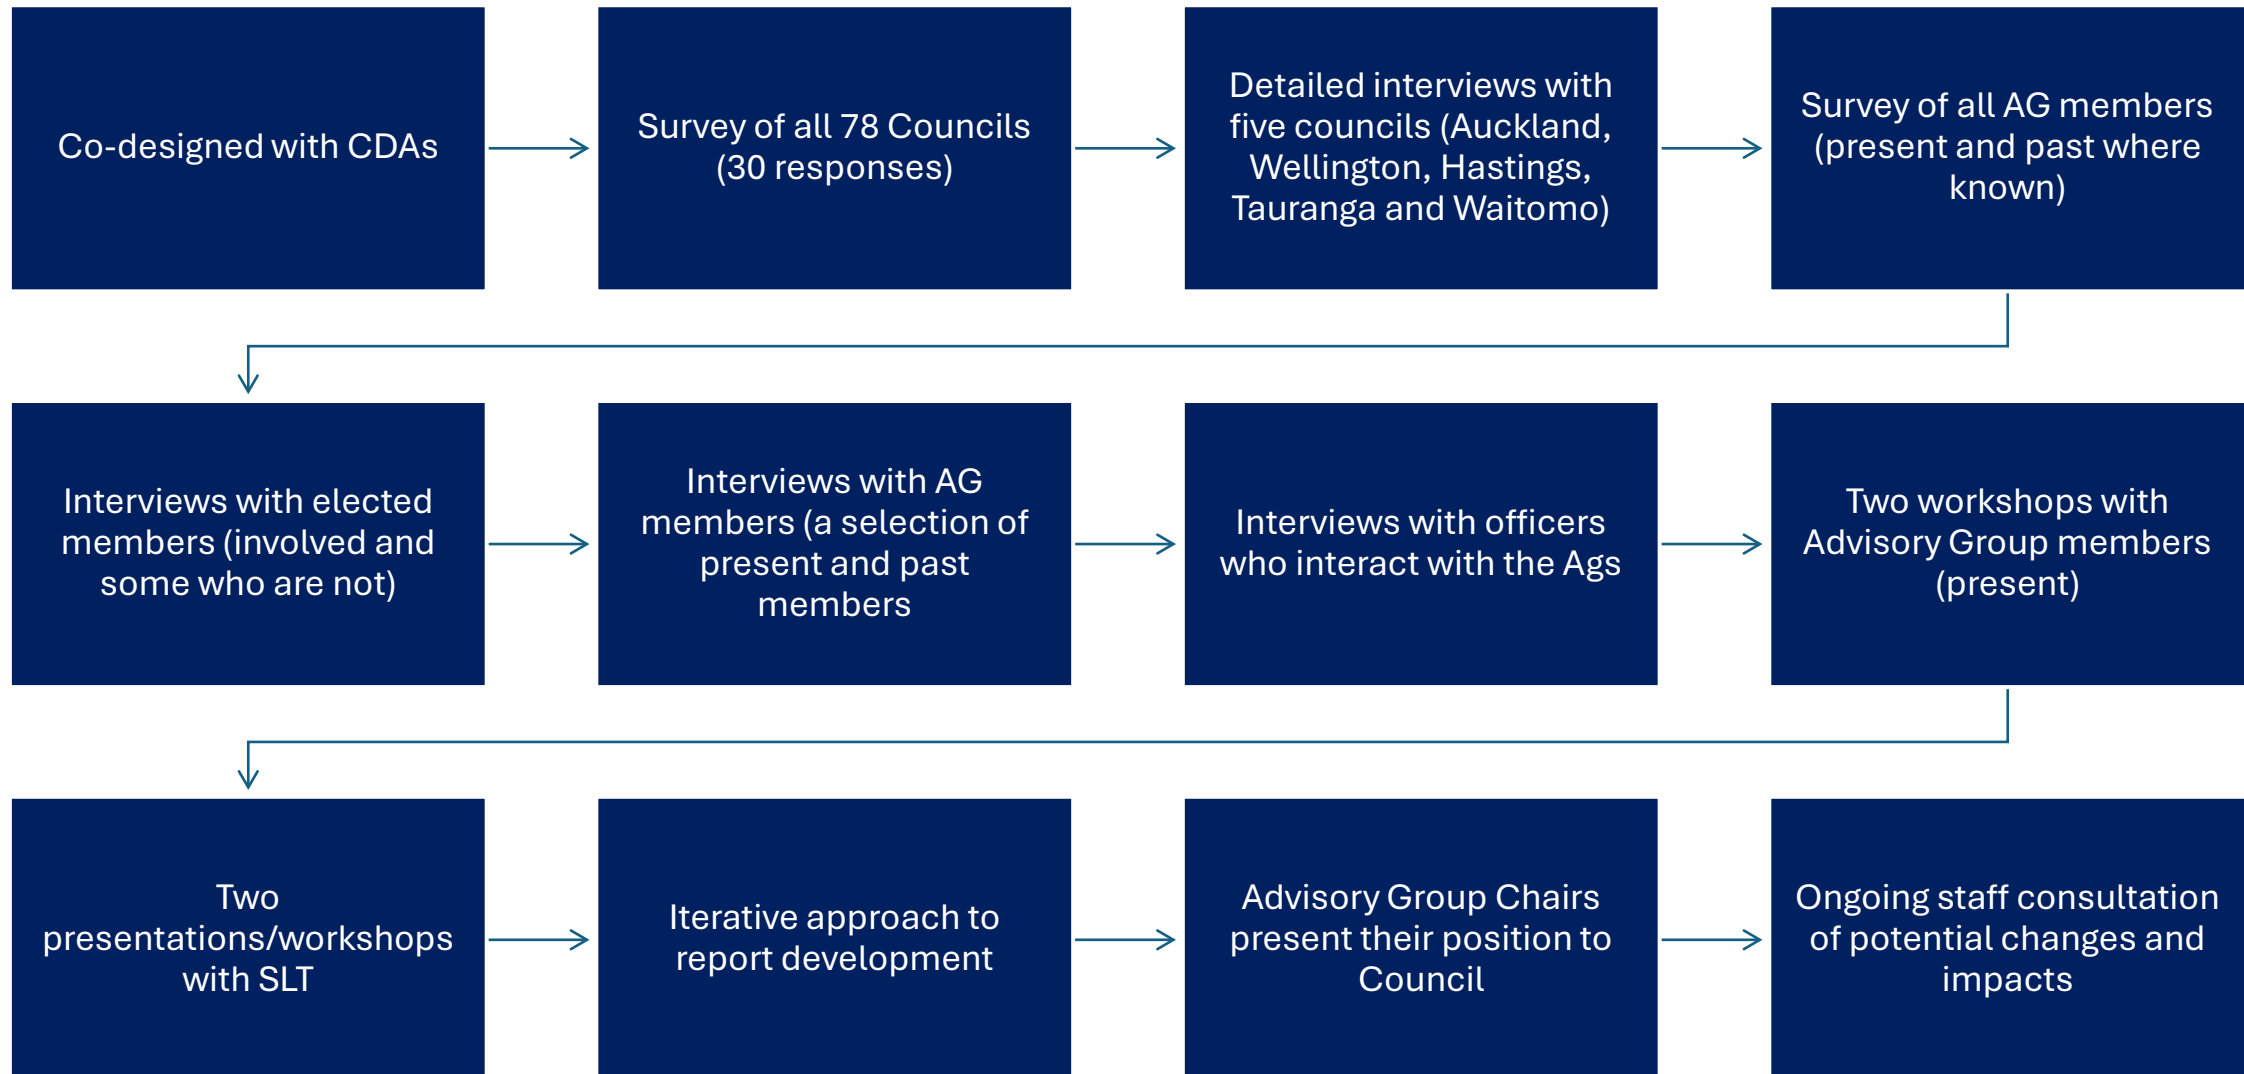 Co-designed with CDAs
Survey of all 78 Councils
(30 responses)
Detailed interviews with
five councils (Auckland,
Wellington, Hastings,
Tauranga and Waitomo)
Survey of all AG members
(present and past where
known)
Interviews with elected
members (involved and
some who are not)
Interviews with AG
members (a selection of
present and past
members
Interviews with officers
who interact with the Ags
Two workshops with
Advisory Group members
(present)
Two
presentations/workshops
with SLT
Iterative approach to
report development
Advisory Group Chairs
present their position to
Council
Ongoing staff consultation
of potential changes and
impacts